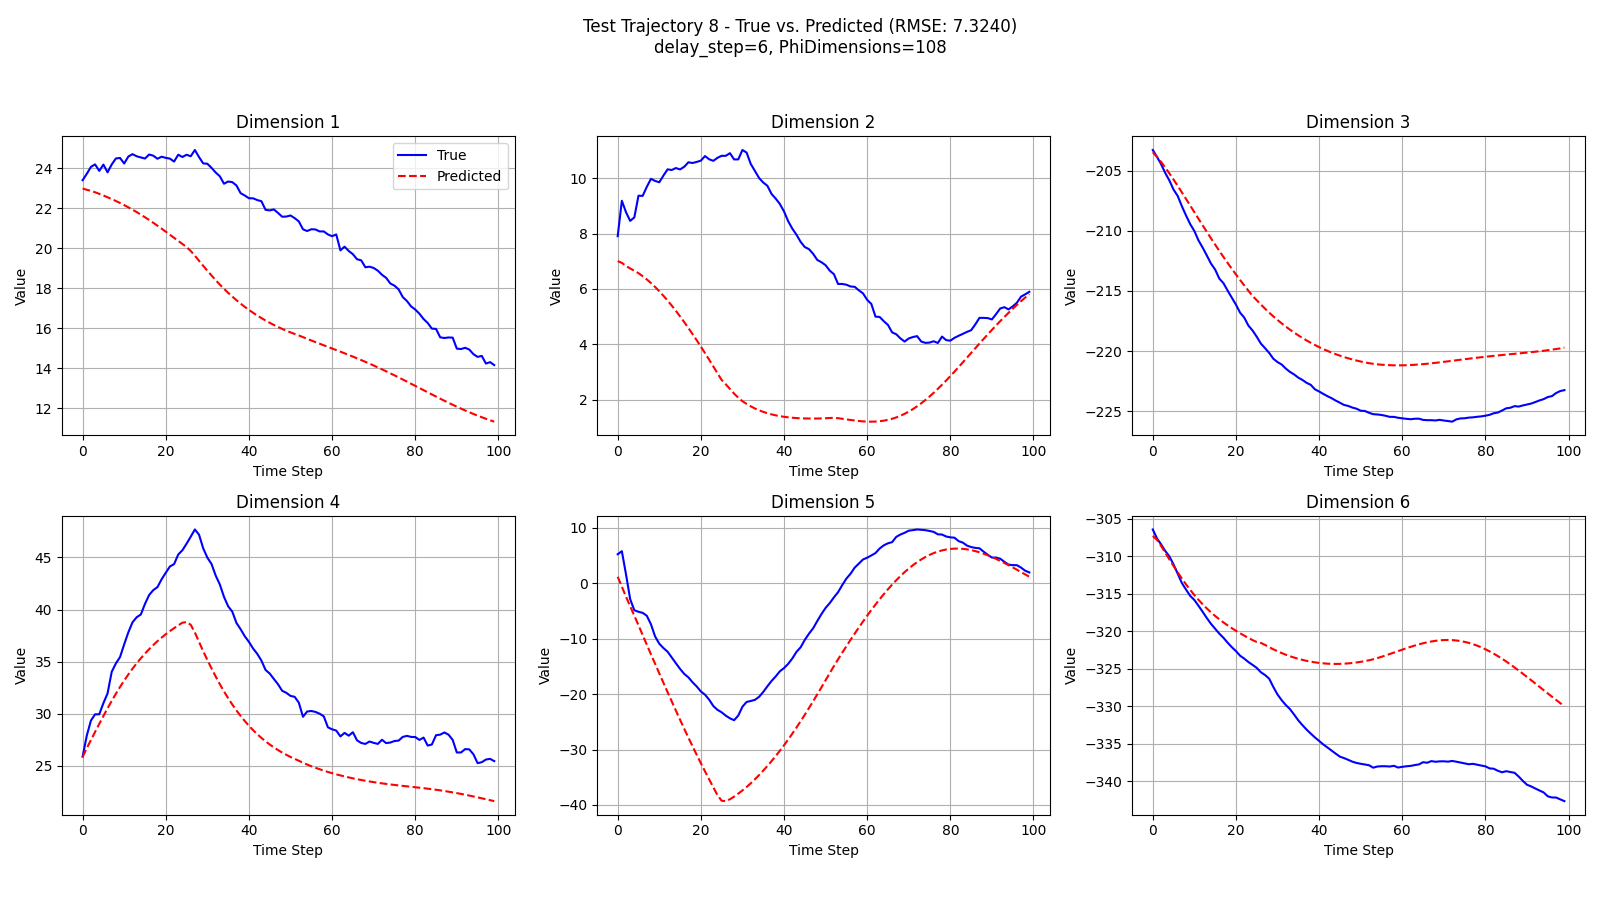 Test Trajectory 8 - True vs. Predicted (RMSE: 7.3240)
delay_step=6, PhiDimensions=108
Dimension 1
True
Predicted
Value
24
22
20
18
16
14
12
0 20 40 60 80 100
Time Step
Dimension 2
Value
10
8
6
4
2
0 20 40 60 80 100
Time Step
Dimension 3
Value
−205
−210
−215
−220
−225
0 20 40 60 80 100
Time Step
Dimension 4
Value
45
40
35
30
25
0 20 40 60 80 100
Time Step
Dimension 5
Value
10
0
−10
−20
−30
−40
0 20 40 60 80 100
Time Step
Dimension 6
Value
−305
−310
−315
−320
−325
−330
−335
−340
0 20 40 60 80 100
Time Step